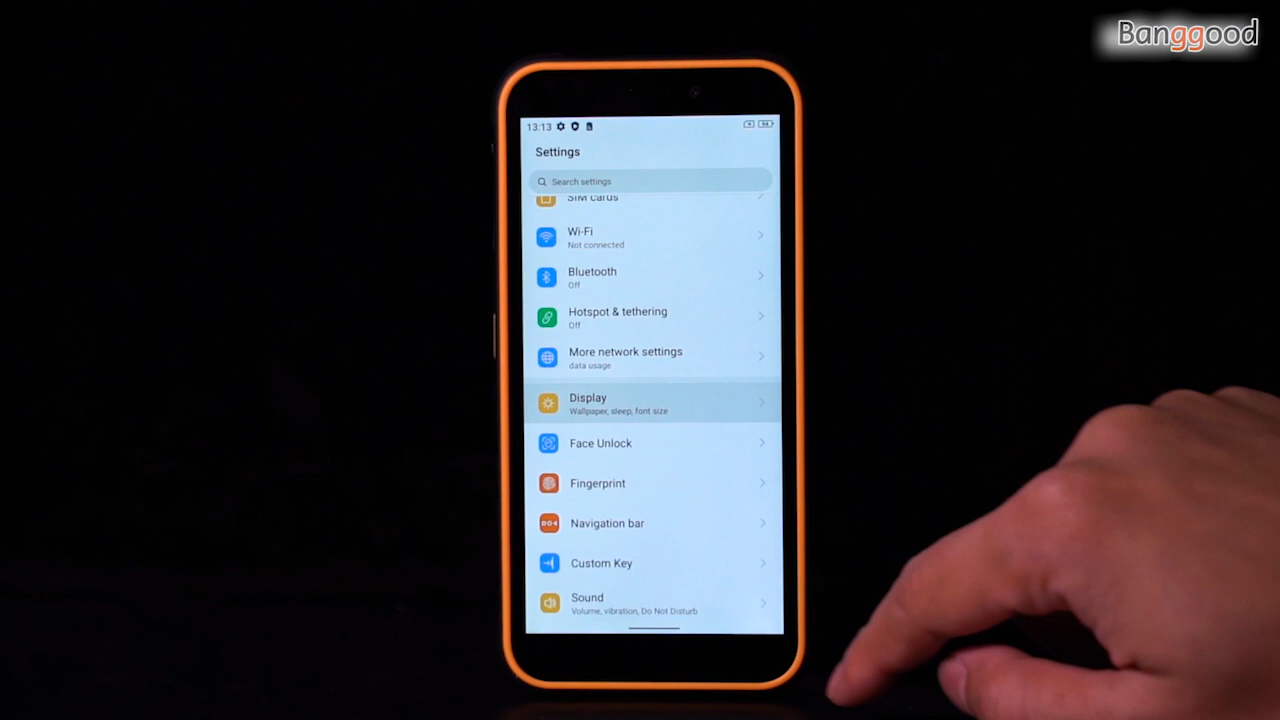 Banggood
13:13
Settings
Search settings
SIM cards
Wi-Fi
Not connected
Bluetooth
Off
Hotspot & tethering
Off
More network settings
data usage
Display
Wallpaper, sleep, font size
Face Unlock
Fingerprint
Navigation bar
Custom Key
Sound
Volume, vibration, Do Not Disturb